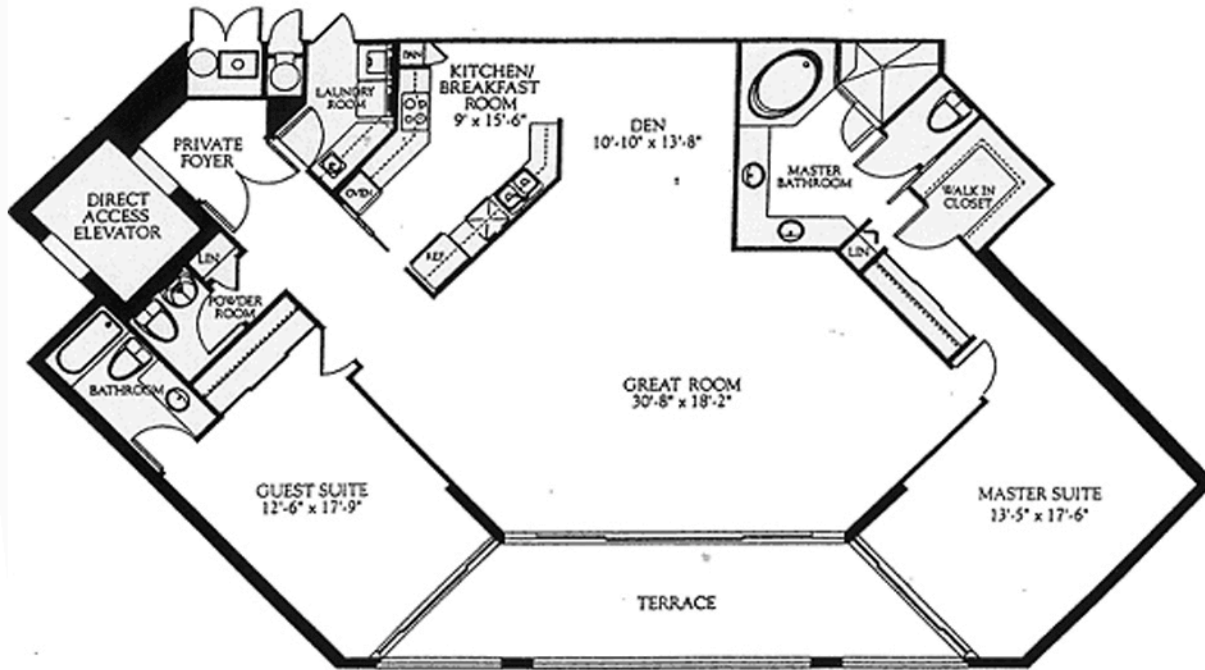 PAN
KITCHEN/
BREAKFAST
ROOM
9' x 15'-6"
LAUNDRY
ROOM
DEN
10'-10" x 13'-8"
PRIVATE
FOYER
MASTER
BATHROOM
WALK IN
CLOSET
DIRECT
ACCESS
ELEVATOR
OVEN
REF.
LIN
LIN
POWDER
ROOM
BATHROOM
GREAT ROOM
30'-8" x 18'-2"
GUEST SUITE
12'-6" x 17'-9"
MASTER SUITE
13'-5" x 17'-6"
TERRACE